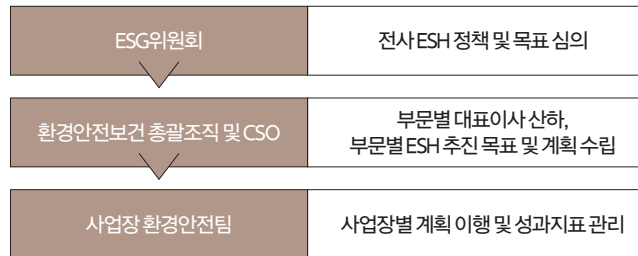 ESG위원회
전사 ESH 정책 및 목표 심의
환경안전보건 총괄조직 및 CSO
부문별 대표이사 산하,
부문별 ESH 추진 목표 및 계획 수립
사업장 환경안전팀
사업장별 계획 이행 및 성과지표 관리